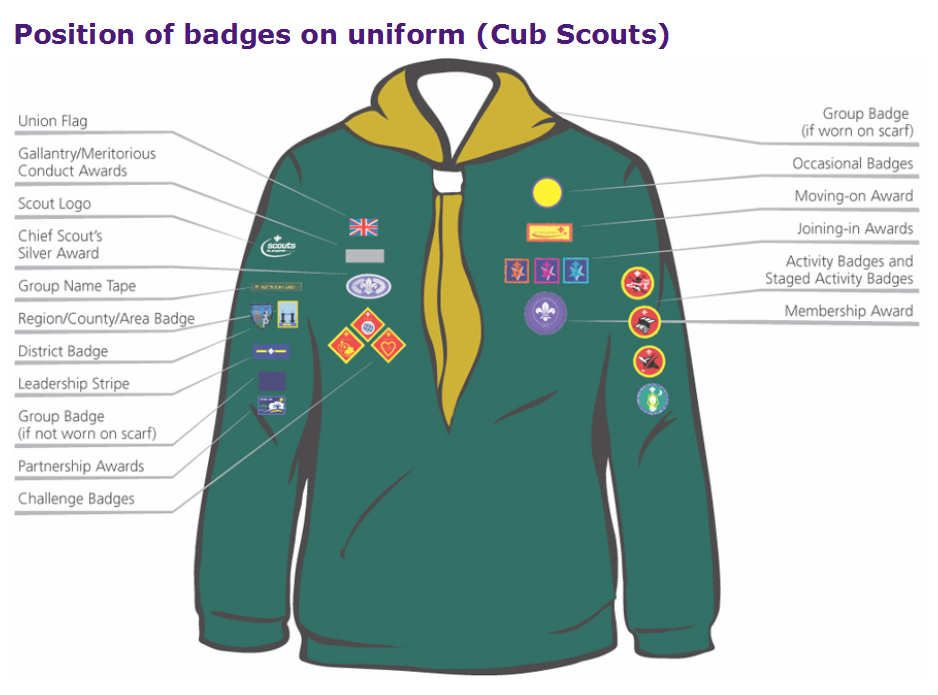 Position of badges on uniform (Cub Scouts)
Union Flag
Gallantry/Meritorious
Conduct Awards
Scout Logo
Chief Scout's
Silver Award
Group Name Tape
Region/County/Area Badge
District Badge
Leadership Stripe
Group Badge
(if not worn on scarf)
Partnership Awards
Challenge Badges
scouts
Group Badge
(if worn on scarf)
Occasional Badges
Moving-on Award
Joining-in Awards
Activity Badges and
Staged Activity Badges
Membership Award